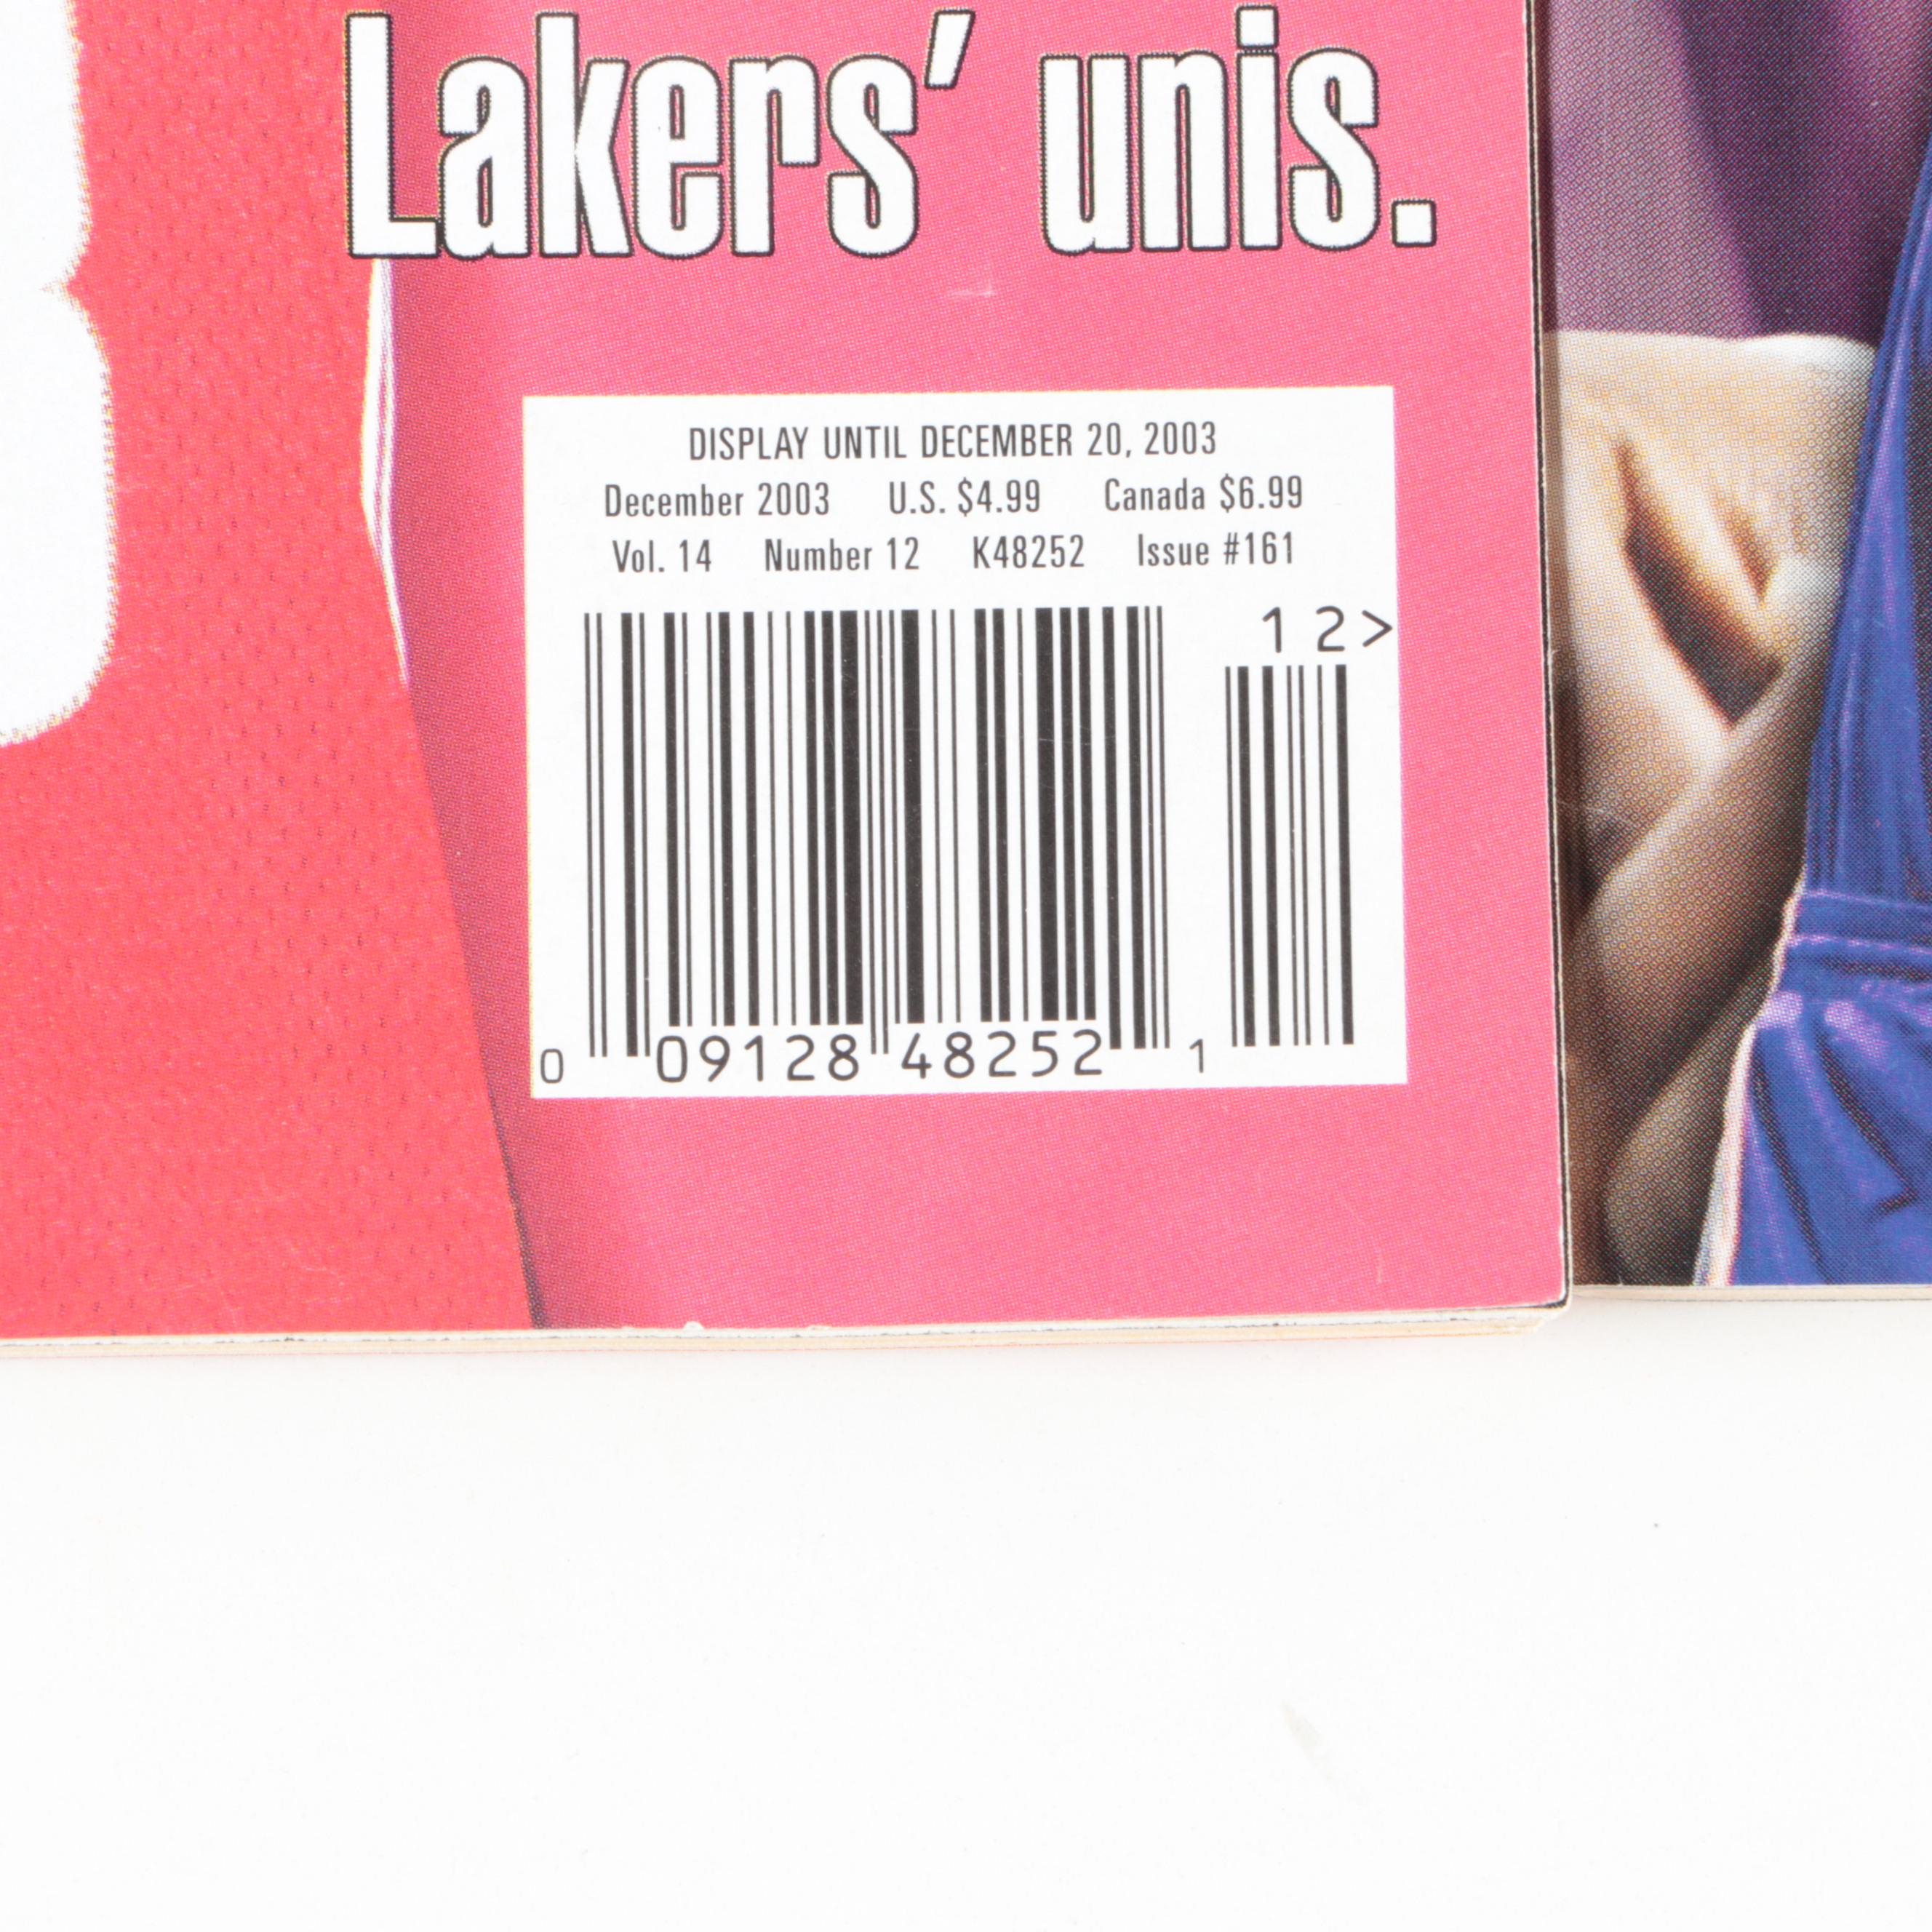 Lakers' unis.
DISPLAY UNTIL DECEMBER 20, 2003
December 2003 U.S. $4.99 Canada $6.99
Vol. 14 Number 12 K48252 Issue #161
1 2>
0 09128 48252 1